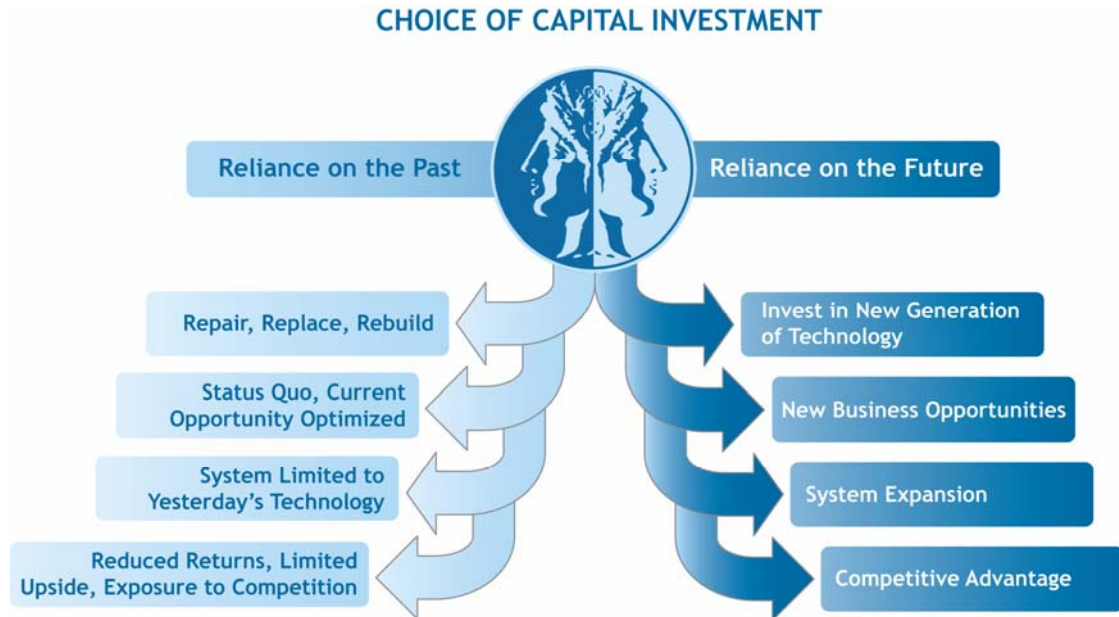 CHOICE OF CAPITAL INVESTMENT
Reliance on the Past
Reliance on the Future
Repair, Replace, Rebuild
Invest in New Generation
of Technology
Status Quo, Current
Opportunity Optimized
New Business Opportunities
System Limited to
Yesterday’s Technology
System Expansion
Reduced Returns, Limited
Upside, Exposure to Competition
Competitive Advantage